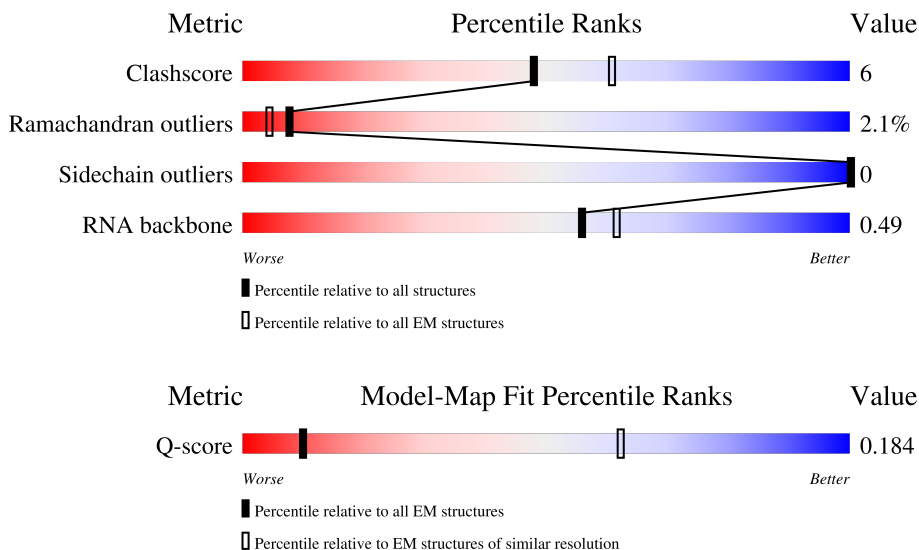 Metric Percentile Ranks Value
Clashscore 6
Ramachandran outliers 2.1%
Sidechain outliers 0
RNA backbone 0.49
Worse Better
Percentile relative to all structures
Percentile relative to all EM structures
Metric Model-Map Fit Percentile Ranks Value
Q-score 0.184
Worse Better
Percentile relative to all EM structures
Percentile relative to EM structures of similar resolution